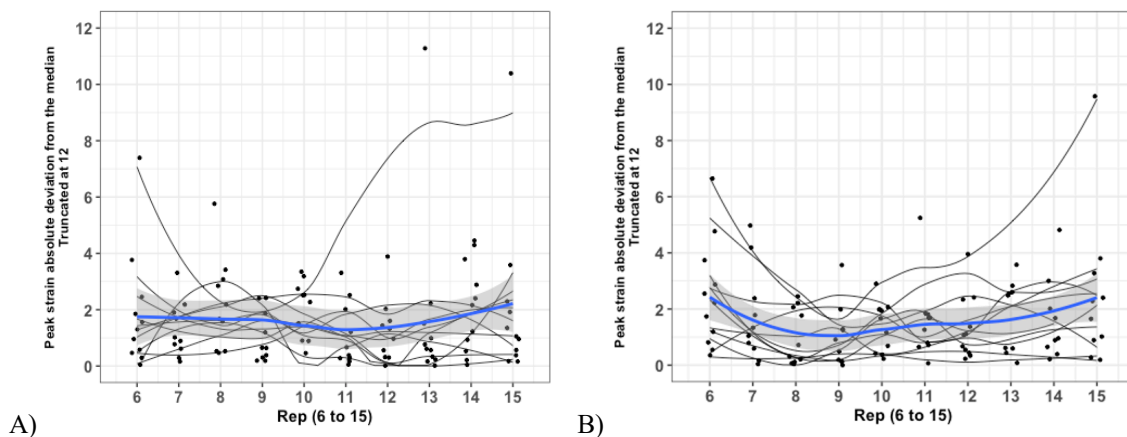 Peak strain absolute deviation from the median
Truncated at 12
12
10
8
6
4
2
0
6 7 8 9 10 11 12 13 14 15
Rep (6 to 15)
A)
Peak strain absolute deviation from the median
Truncated at 12
12
10
8
6
4
2
0
6 7 8 9 10 11 12 13 14 15
Rep (6 to 15)
B)